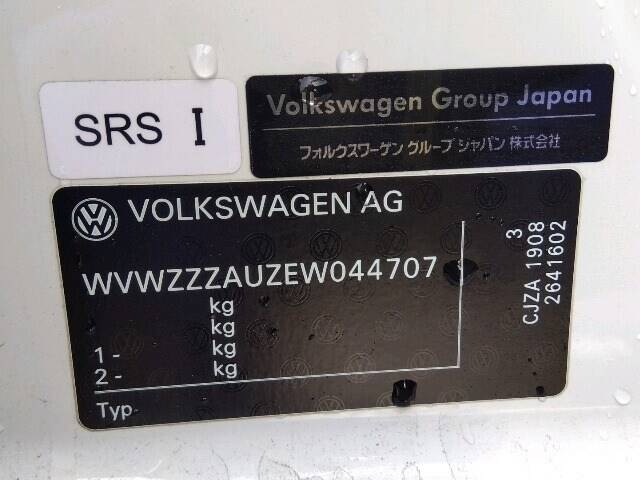 SRS I
Volkswagen Group Japan
フォルクスワーゲン グループ ジャパン 株式会社
VOLKSWAGEN AG
WVWZZZAUZEW044707
kg
kg
1 - kg
2 - kg
Typ
3
CJZA 1908
2641602